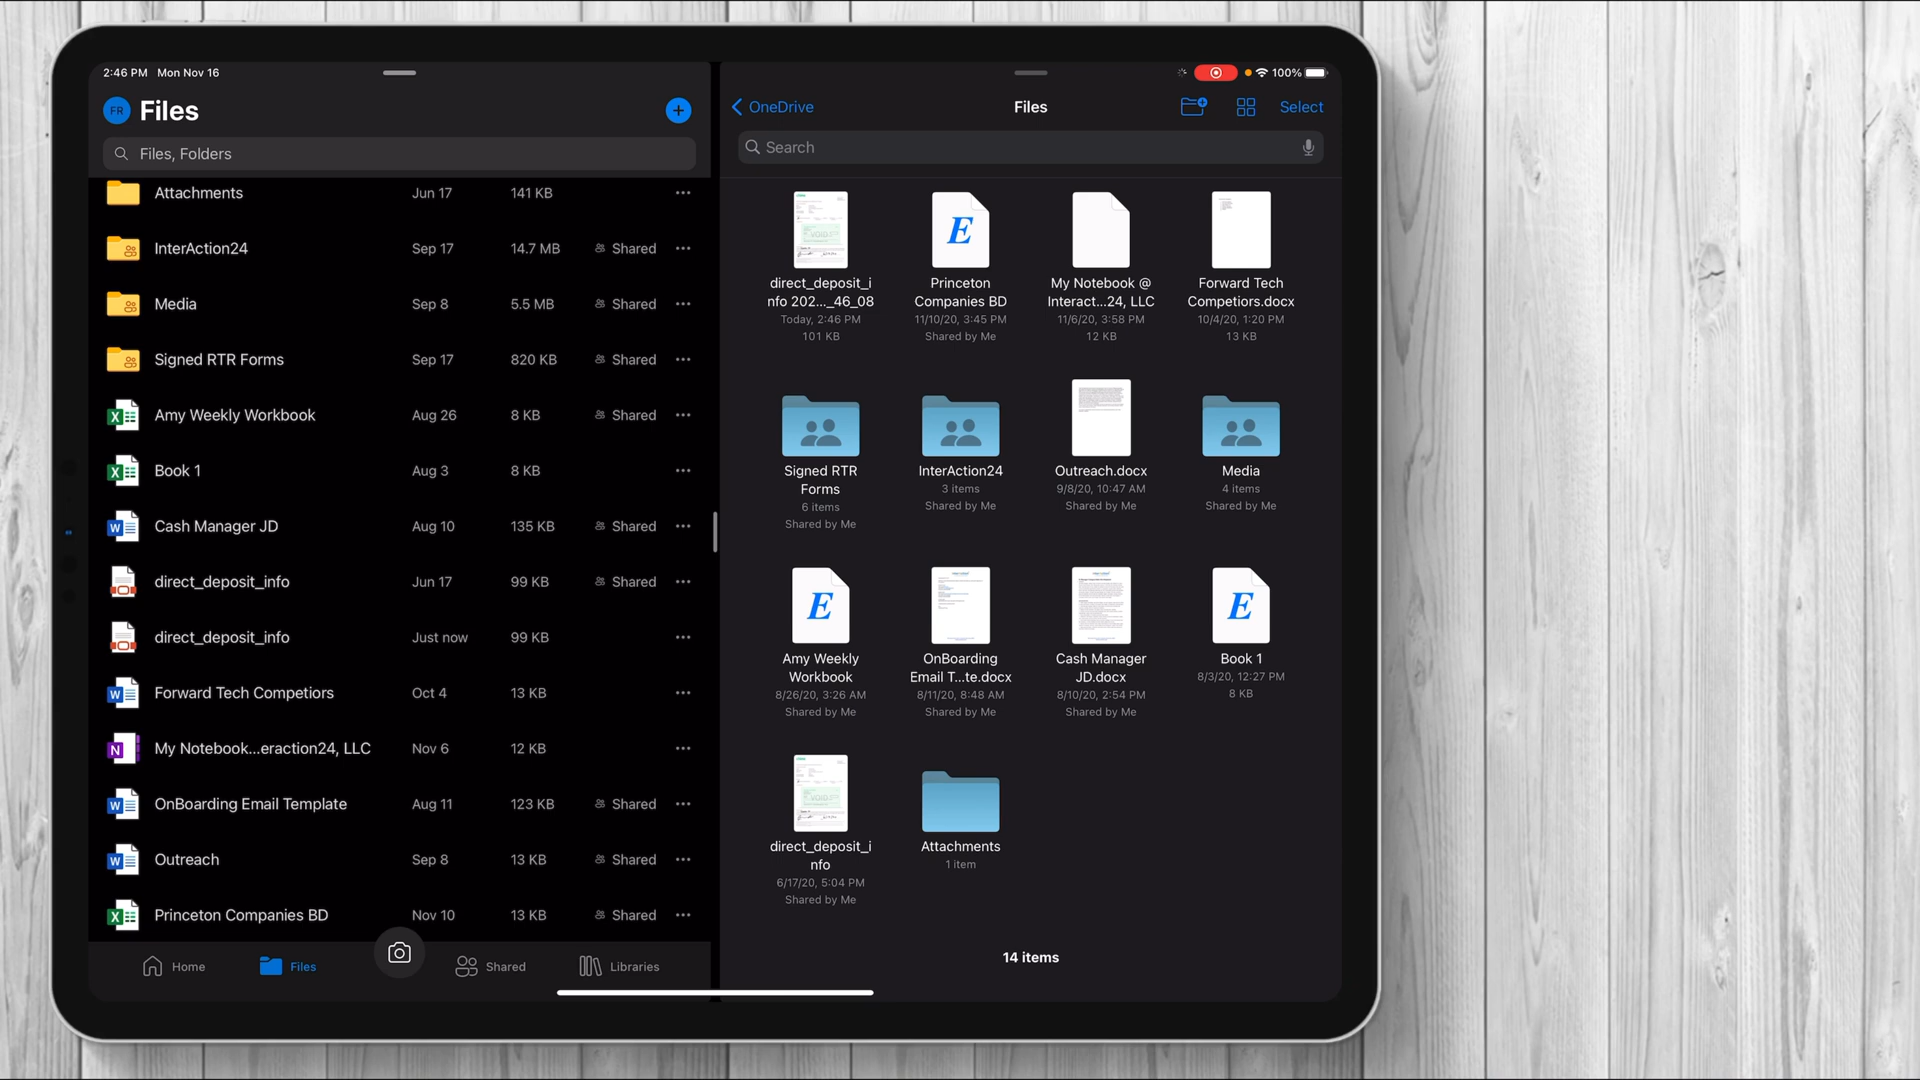 2:46 PM Mon Nov 16
FR Files
Files, Folders
Attachments Jun 17 141 KB
InterAction24 Sep 17 14.7 MB Shared
Media Sep 8 5.5 MB Shared
Signed RTR Forms Sep 17 820 KB Shared
Amy Weekly Workbook Aug 26 8 KB Shared
Book 1 Aug 3 8 KB
Cash Manager JD Aug 10 135 KB Shared
direct_deposit_info Jun 17 99 KB Shared
direct_deposit_info Just now 99 KB
Forward Tech Competiors Oct 4 13 KB
My Notebook...eraction24, LLC Nov 6 12 KB
OnBoarding Email Template Aug 11 123 KB Shared
Outreach Sep 8 13 KB Shared
Princeton Companies BD Nov 10 13 KB Shared
Home Files Shared Libraries
100%
OneDrive Files Select
Search
VOID
E
direct_deposit_i
nfo 202..._46_08
Today, 2:46 PM
101 KB
Princeton
Companies BD
11/10/20, 3:45 PM
Shared by Me
My Notebook @
Interact...24, LLC
11/6/20, 3:58 PM
12 KB
Forward Tech
Competiors.docx
10/4/20, 1:20 PM
13 KB
Signed RTR
Forms
6 items
Shared by Me
InterAction24
3 items
Shared by Me
Outreach.docx
9/8/20, 10:47 AM
Shared by Me
Media
4 items
Shared by Me
E
Amy Weekly
Workbook
8/26/20, 3:26 AM
Shared by Me
OnBoarding
Email T...te.docx
8/11/20, 8:48 AM
Shared by Me
Cash Manager
JD.docx
8/10/20, 2:54 PM
Shared by Me
E
Book 1
8/3/20, 12:27 PM
8 KB
VOID
direct_deposit_i
nfo
6/17/20, 5:04 PM
Shared by Me
Attachments
1 item
14 items